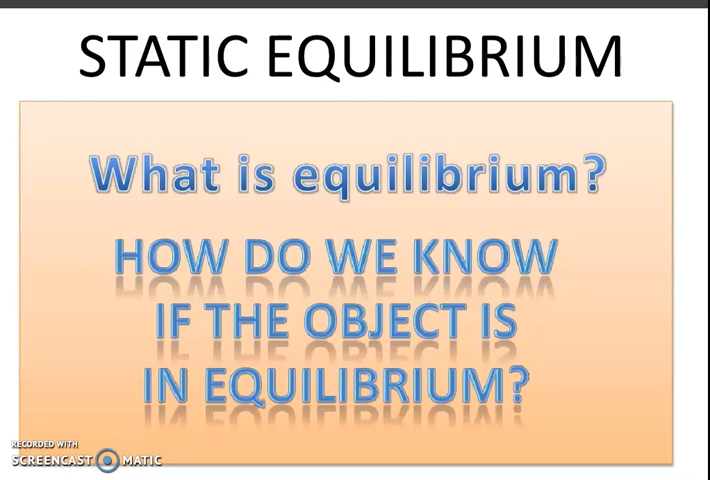 STATIC EQUILIBRIUM
What is equilibrium?
HOW DO WE KNOW
IF THE OBJECT IS
IN EQUILIBRIUM?
RECORDED WITH
SCREENCAST MATIC